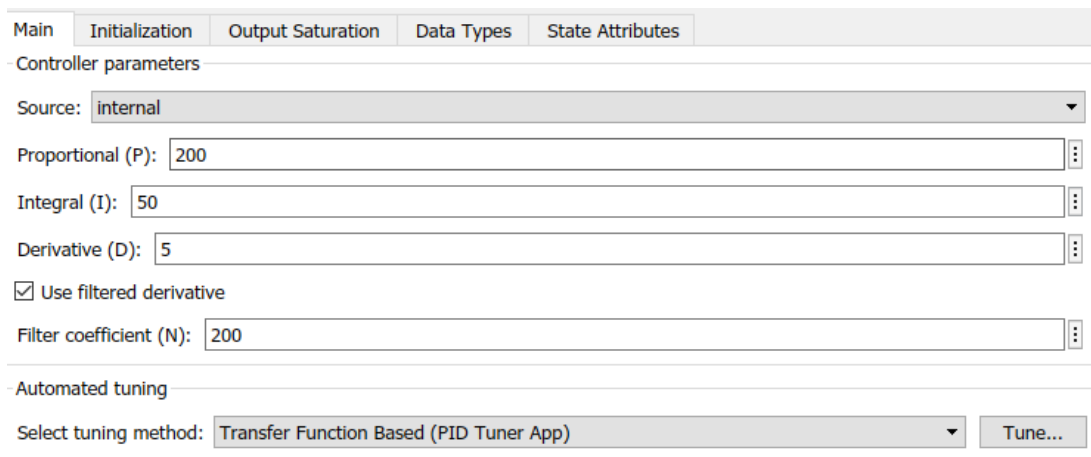 Main Initialization Output Saturation Data Types State Attributes
Controller parameters
Source: internal
Proportional (P): 200
Integral (I): 50
Derivative (D): 5
Use filtered derivative
Filter coefficient (N): 200
Automated tuning
Select tuning method: Transfer Function Based (PID Tuner App) Tune...